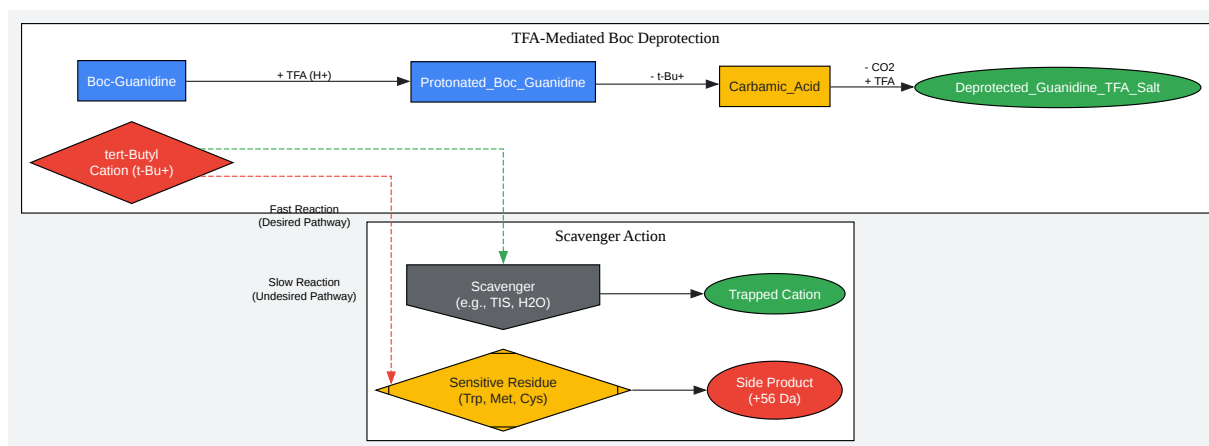 TFA-Mediated Boc Deprotection
Boc-Guanidine
+ TFA (H+)
Protonated_Boc_Guanidine
- t-Bu+
Carbamic_Acid
- CO2
+ TFA
Deprotected_Guanidine_TFA_Salt
tert-Butyl
Cation (t-Bu+)
Fast Reaction
(Desired Pathway)
Scavenger Action
Slow Reaction
(Undesired Pathway)
Scavenger
(e.g., TIS, H2O)
Trapped Cation
Sensitive Residue
(Trp, Met, Cys)
Side Product
(+56 Da)